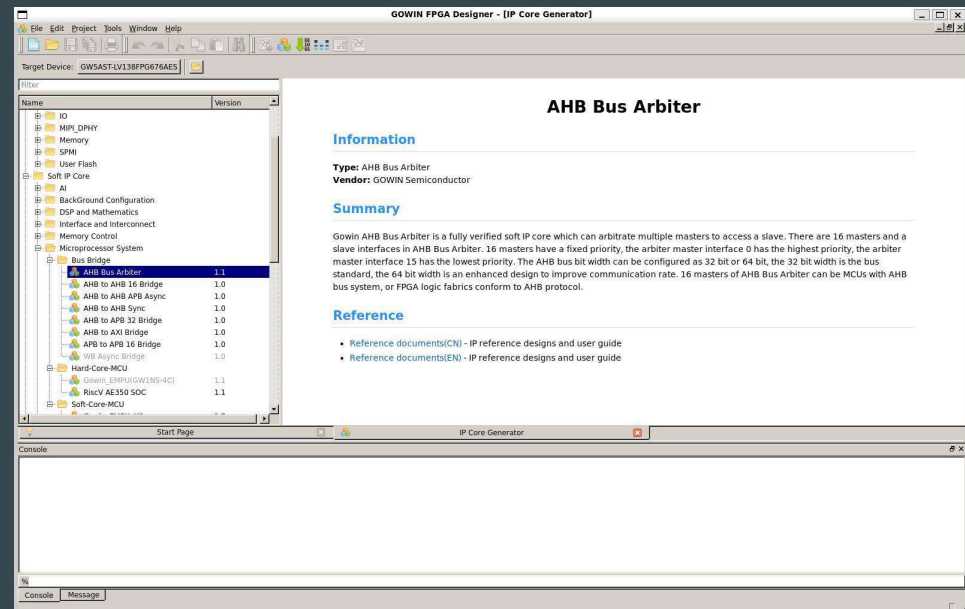 GOWIN FPGA Designer - [IP Core Generator]
File Edit Project Tools Window Help
Target Device: GW5AST-LV138FPG676AES
Filter
Name Version
IO
MIPI_DPHY
Memory
SPMI
User Flash
Soft IP Core
AI
BackGround Configuration
DSP and Mathematics
Interface and Interconnect
Memory Control
Microprocessor System
Bus Bridge
AHB Bus Arbiter 1.1
AHB to AHB 16 Bridge 1.0
AHB to AHB APB Async 1.0
AHB to AHB Sync 1.0
AHB to APB 32 Bridge 1.0
AHB to AXI Bridge 1.0
APB to APB 16 Bridge 1.0
WB Async Bridge 1.0
Hard-Core-MCU
Gowin_EMPU(GW1NS-4C) 1.1
RiscV AE350 SOC 1.1
Soft-Core-MCU
AHB Bus Arbiter
Information
Type: AHB Bus Arbiter
Vendor: GOWIN Semiconductor
Summary
Gowin AHB Bus Arbiter is a fully verified soft IP core which can arbitrate multiple masters to access a slave. There are 16 masters and a
slave interfaces in AHB Bus Arbiter. 16 masters have a fixed priority, the arbiter master interface 0 has the highest priority, the arbiter
master interface 15 has the lowest priority. The AHB bus bit width can be configured as 32 bit or 64 bit, the 32 bit width is the bus
standard, the 64 bit width is an enhanced design to improve communication rate. 16 masters of AHB Bus Arbiter can be MCUs with AHB
bus system, or FPGA logic fabrics conform to AHB protocol.
Reference
• Reference documents(CN) - IP reference designs and user guide
• Reference documents(EN) - IP reference designs and user guide
Start Page
IP Core Generator
Console
%
Console Message